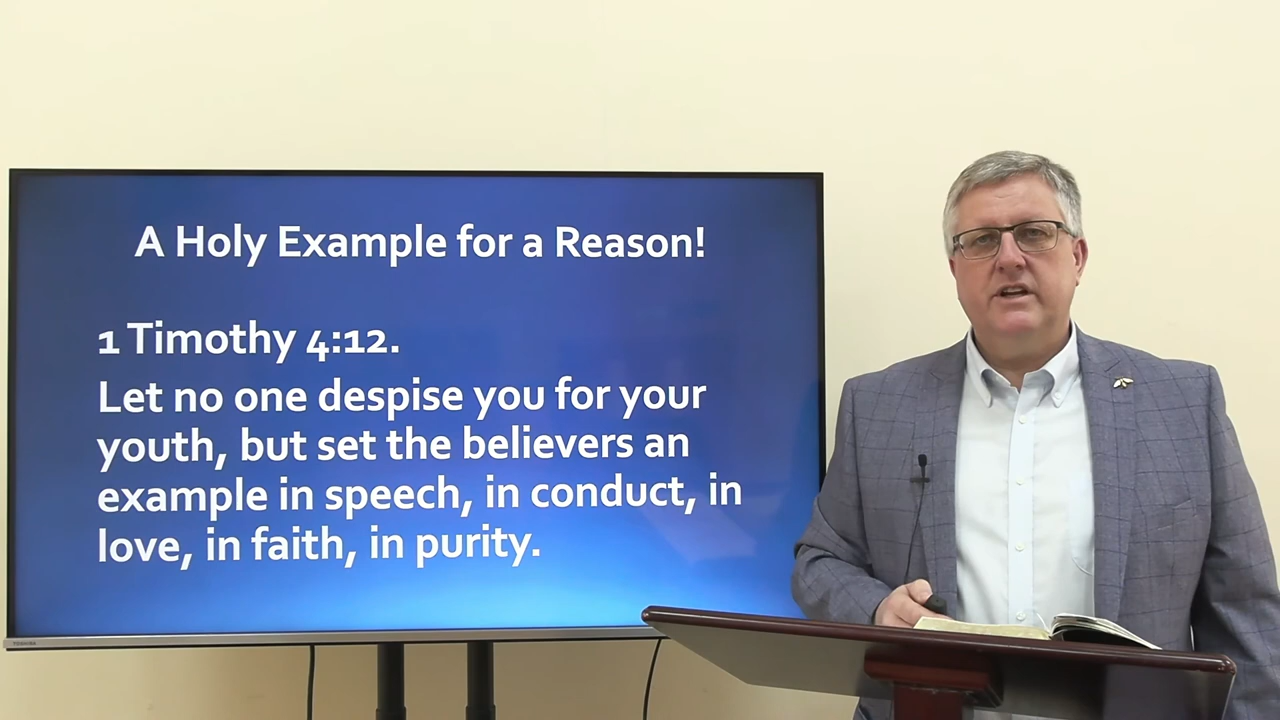 A Holy Example for a Reason!
1 Timothy 4:12.
Let no one despise you for your
youth, but set the believers an
example in speech, in conduct, in
love, in faith, in purity.
TOSHIBA